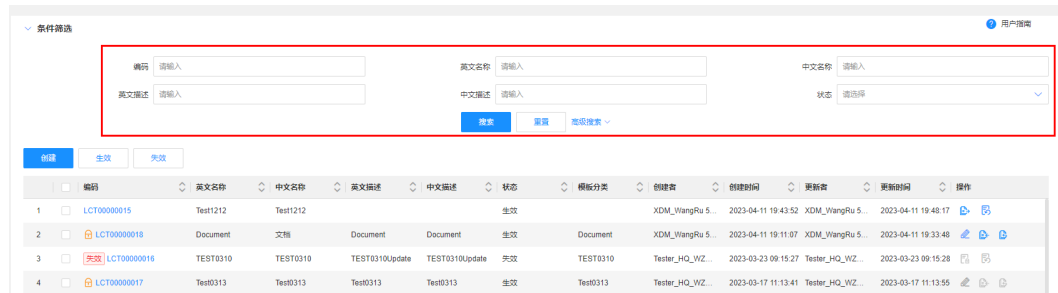 条件筛选 用户指南
编码 请输入 英文名称 请输入 中文名称 请输入
英文描述 请输入 中文描述 请输入 状态 请选择
搜索 重置 高级搜索
创建 生效 失效
编码 英文名称 中文名称 英文描述 中文描述 状态 模板分类 创建者 创建时间 更新者 更新时间 操作
1 LCT00000015 Test1212 Test1212 生效 XDM_WangRu 5... 2023-04-11 19:43:52 XDM_WangRu 5... 2023-04-11 19:48:17
2 LCT00000018 Document 文档 Document Document 生效 Document XDM_WangRu 5... 2023-04-11 19:11:07 XDM_WangRu 5... 2023-04-11 19:33:48
3 失效 LCT00000016 TEST0310 TEST0310 TEST0310Update TEST0310Update 失效 TEST0310 Tester_HQ_WZ... 2023-03-23 09:15:27 Tester_HQ_WZ... 2023-03-23 09:15:28
4 LCT00000017 Test0313 Test0313 Test0313 Test0313 生效 Test0313 Tester_HQ_WZ... 2023-03-17 11:13:41 Tester_HQ_WZ... 2023-03-17 11:13:55